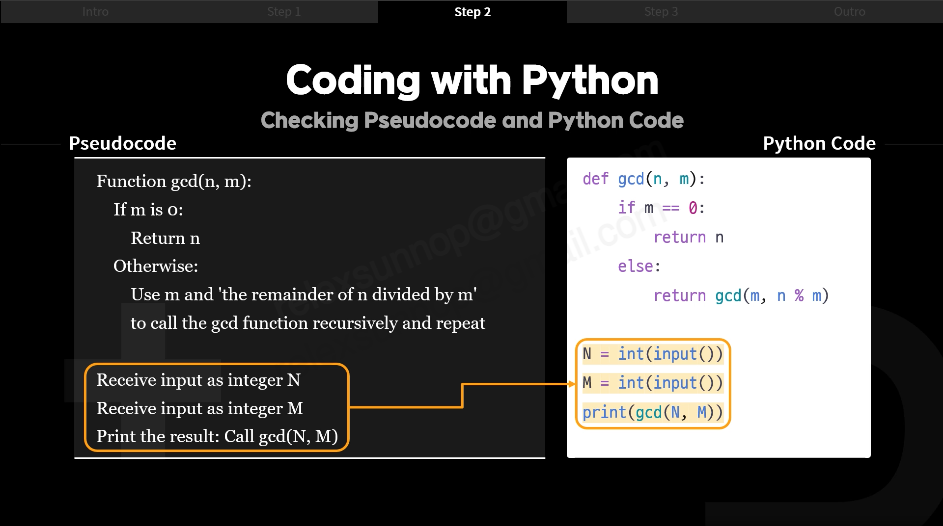 Intro Step 1 Step 2 Step 3 Outro
Coding with Python
Checking Pseudocode and Python Code
Pseudocode
Function gcd(n, m):
If m is 0:
Return n
Otherwise:
Use m and 'the remainder of n divided by m'
to call the gcd function recursively and repeat
Receive input as integer N
Receive input as integer M
Print the result: Call gcd(N, M)
Python Code
def gcd(n, m):
if m == 0:
return n
else:
return gcd(m, n % m)
N = int(input())
M = int(input())
print(gcd(N, M))